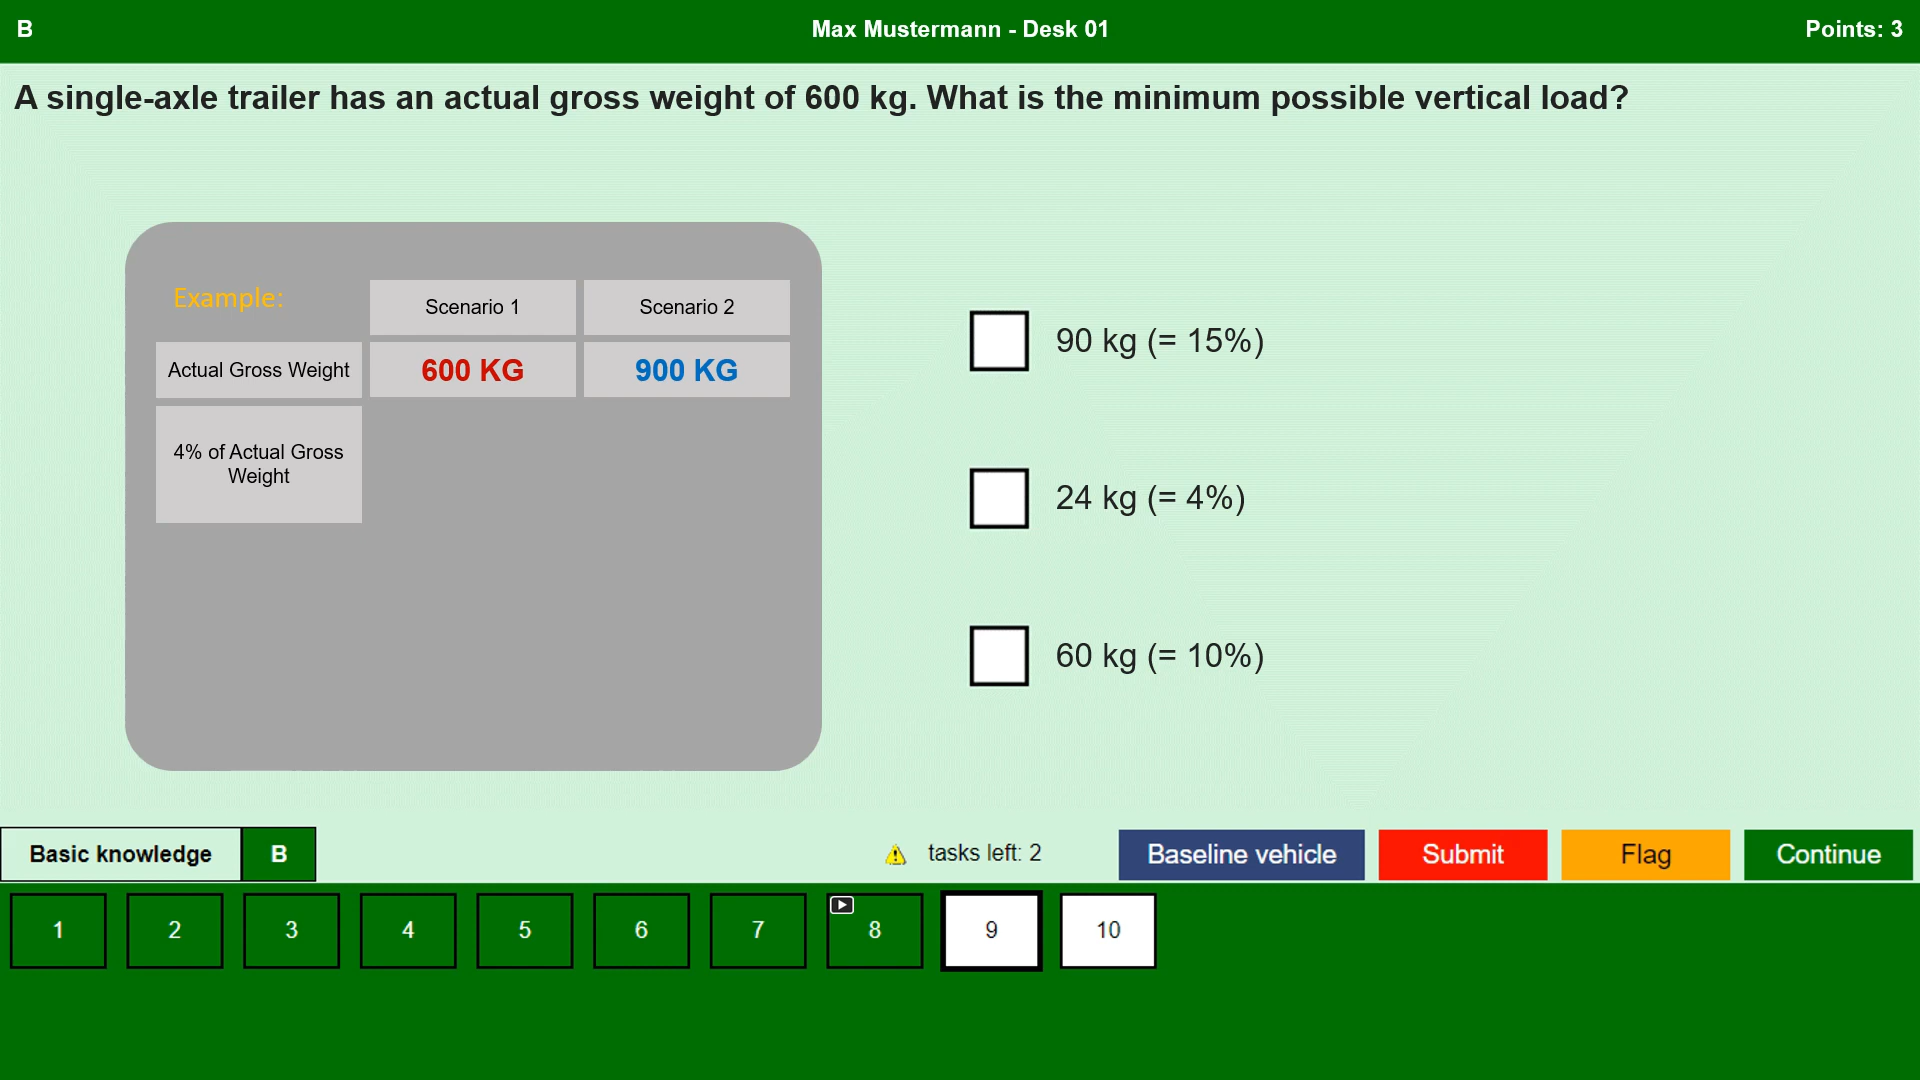 B
Max Mustermann - Desk 01
Points: 3
A single-axle trailer has an actual gross weight of 600 kg. What is the minimum possible vertical load?
Example:
Scenario 1
Scenario 2
Actual Gross Weight
600 KG
900 KG
4% of Actual Gross
Weight
90 kg (= 15%)
24 kg (= 4%)
60 kg (= 10%)
Basic knowledge
B
tasks left: 2
Baseline vehicle
Submit
Flag
Continue
1
2
3
4
5
6
7
8
9
10